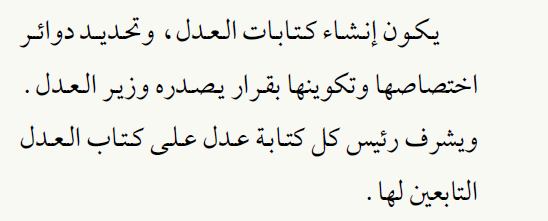 يكون إنشاء كتابات العدل، وتحديد دوائر
اختصاصها وتكوينها بقرار يصدره وزير العدل.
ويشرف رئيس كل كتابة عدل على كتاب العدل
التابعين لها.